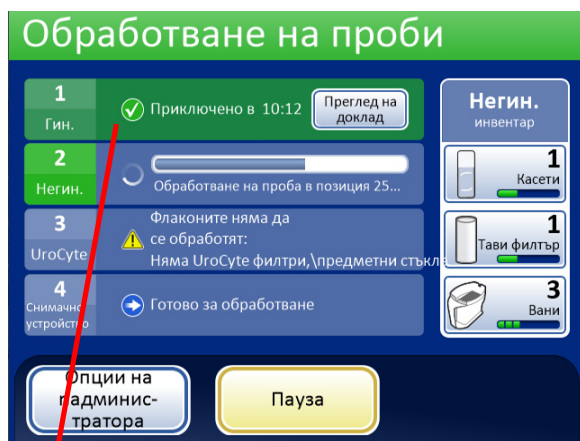 Обработване на проби
1
Гин.
Приключено в 10:12
Преглед на
доклад
2
Негин.
Обработване на проба в позиция 25...
3
UroCyte
Флаконите няма да
се обработят:
Няма UroCyte филтри,\предметни стъкла
4
Снимачно
устройство
Готово за обработване
Негин.
инвентар
1
Касети
1
Тави филтър
3
Вани
Опции на
падминис-
тратора
Пауза